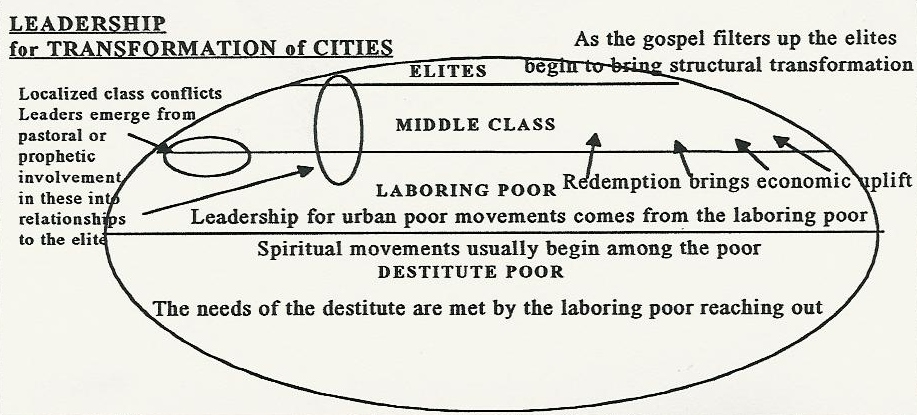 LEADERSHIP
for TRANSFORMATION of CITIES
As the gospel filters up the elites
begin to bring structural transformation
ELITES
Localized class conflicts
Leaders emerge from
pastoral or
prophetic
involvement
in these into
relationships
to the elite
MIDDLE CLASS
LABORING POOR
Redemption brings economic uplift
Leadership for urban poor movements comes from the laboring poor
Spiritual movements usually begin among the poor
DESTITUTE POOR
The needs of the destitute are met by the laboring poor reaching out